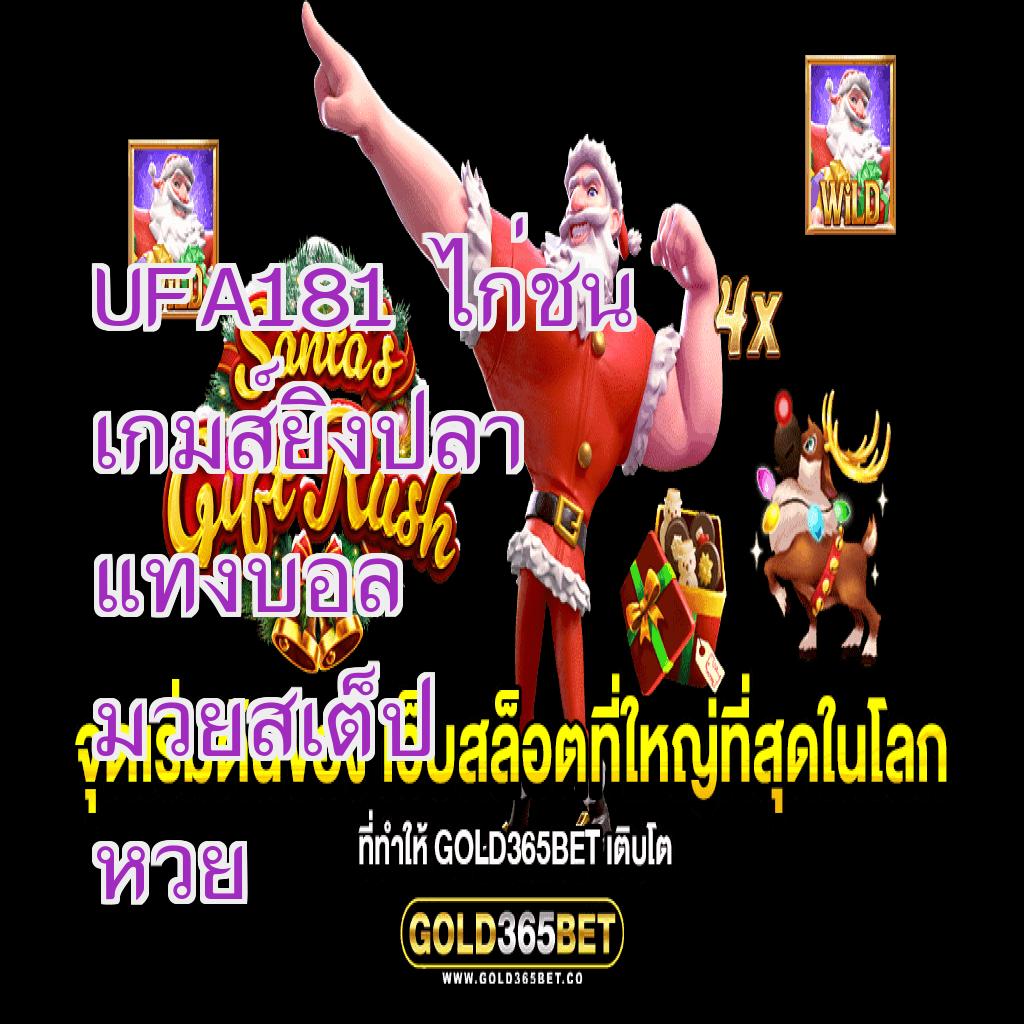 WILD
UFA181 ไก่ชน
4x
Santa's
เกมส์ยิงปลา
Gift Rush
แทงบอล
มวยสเต็ป
เว็บสล็อตที่ใหญ่ที่สุดในโลก
ที่ทำให้ GOLD365BET เติบโต
หวย
GOLD365BET
WWW.GOLD365BET.CO